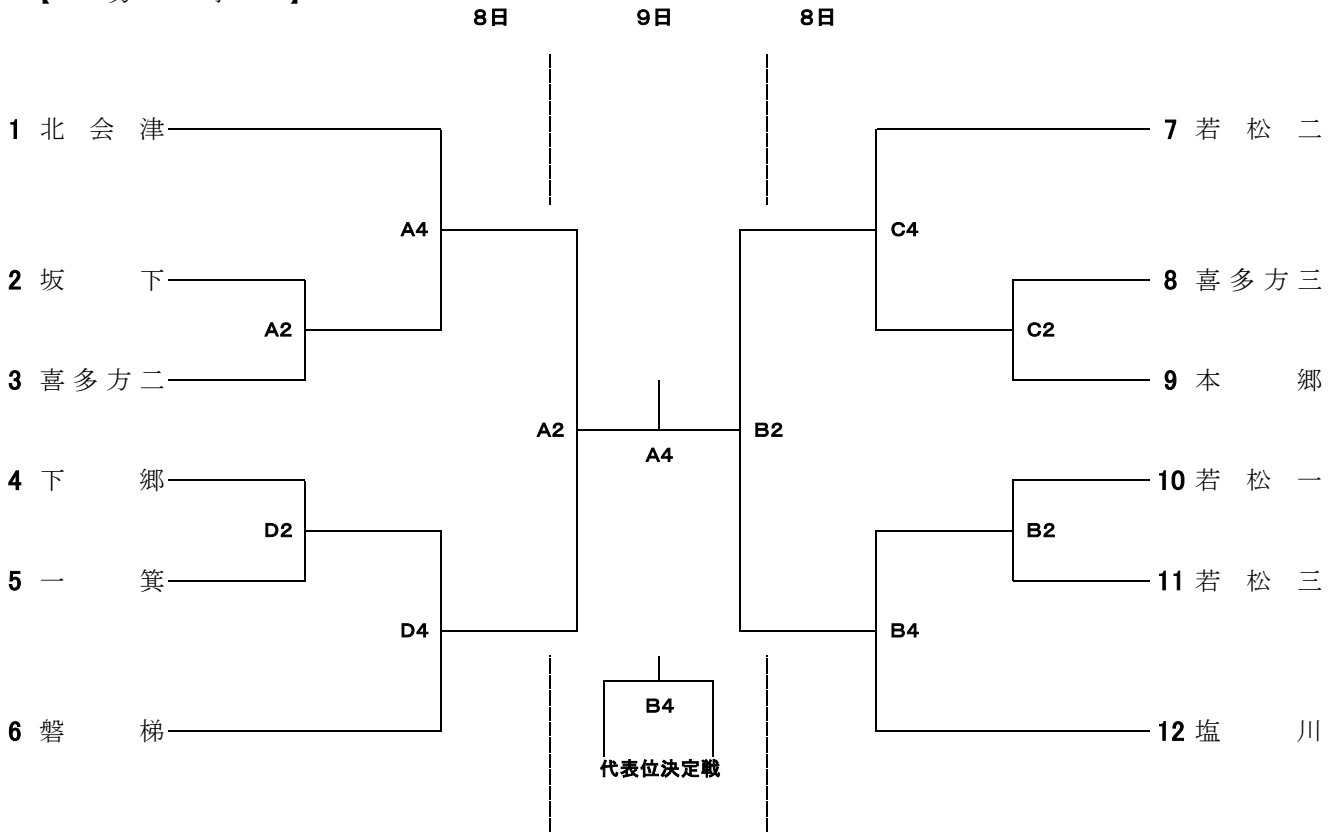 8日 9日 8日
1 北会津
7 若松二
A4
C4
2 坂下
8 喜多方三
A2
C2
3 喜多方二
9 本郷
A2
B2
A4
4 下郷
10 若松一
D2
B2
5 一箕
11 若松三
D4
B4
B4
6 磐梯
12 塩川
代表位決定戦